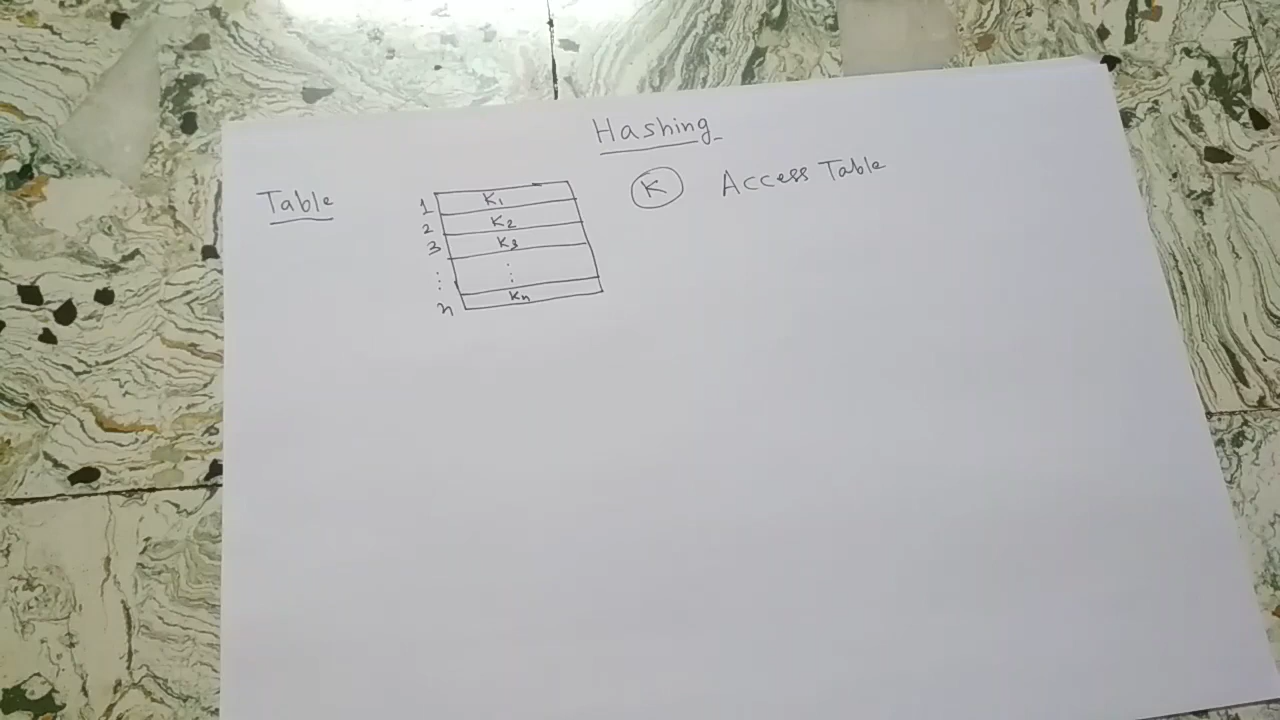 Hashing
Table
K Access Table
1 K1
2 K2
3 K3
⋮ ⋮
n Kn